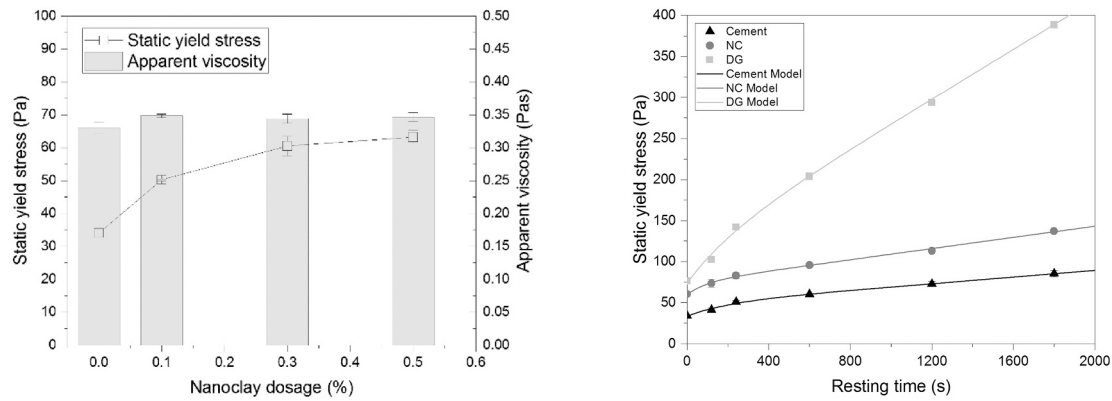 100
90
80
70
60
50
40
30
20
10
0
Static yield stress (Pa)
Static yield stress
Apparent viscosity
0.50
0.45
0.40
0.35
0.30
0.25
0.20
0.15
0.10
0.05
0.00
Apparent viscosity (Pas)
0.0 0.1 0.2 0.3 0.4 0.5 0.6
Nanoclay dosage (%)
400
350
300
250
200
150
100
50
0
Static yield stress (Pa)
Cement
NC
DG
Cement Model
NC Model
DG Model
0 400 800 1200 1600 2000
Resting time (s)